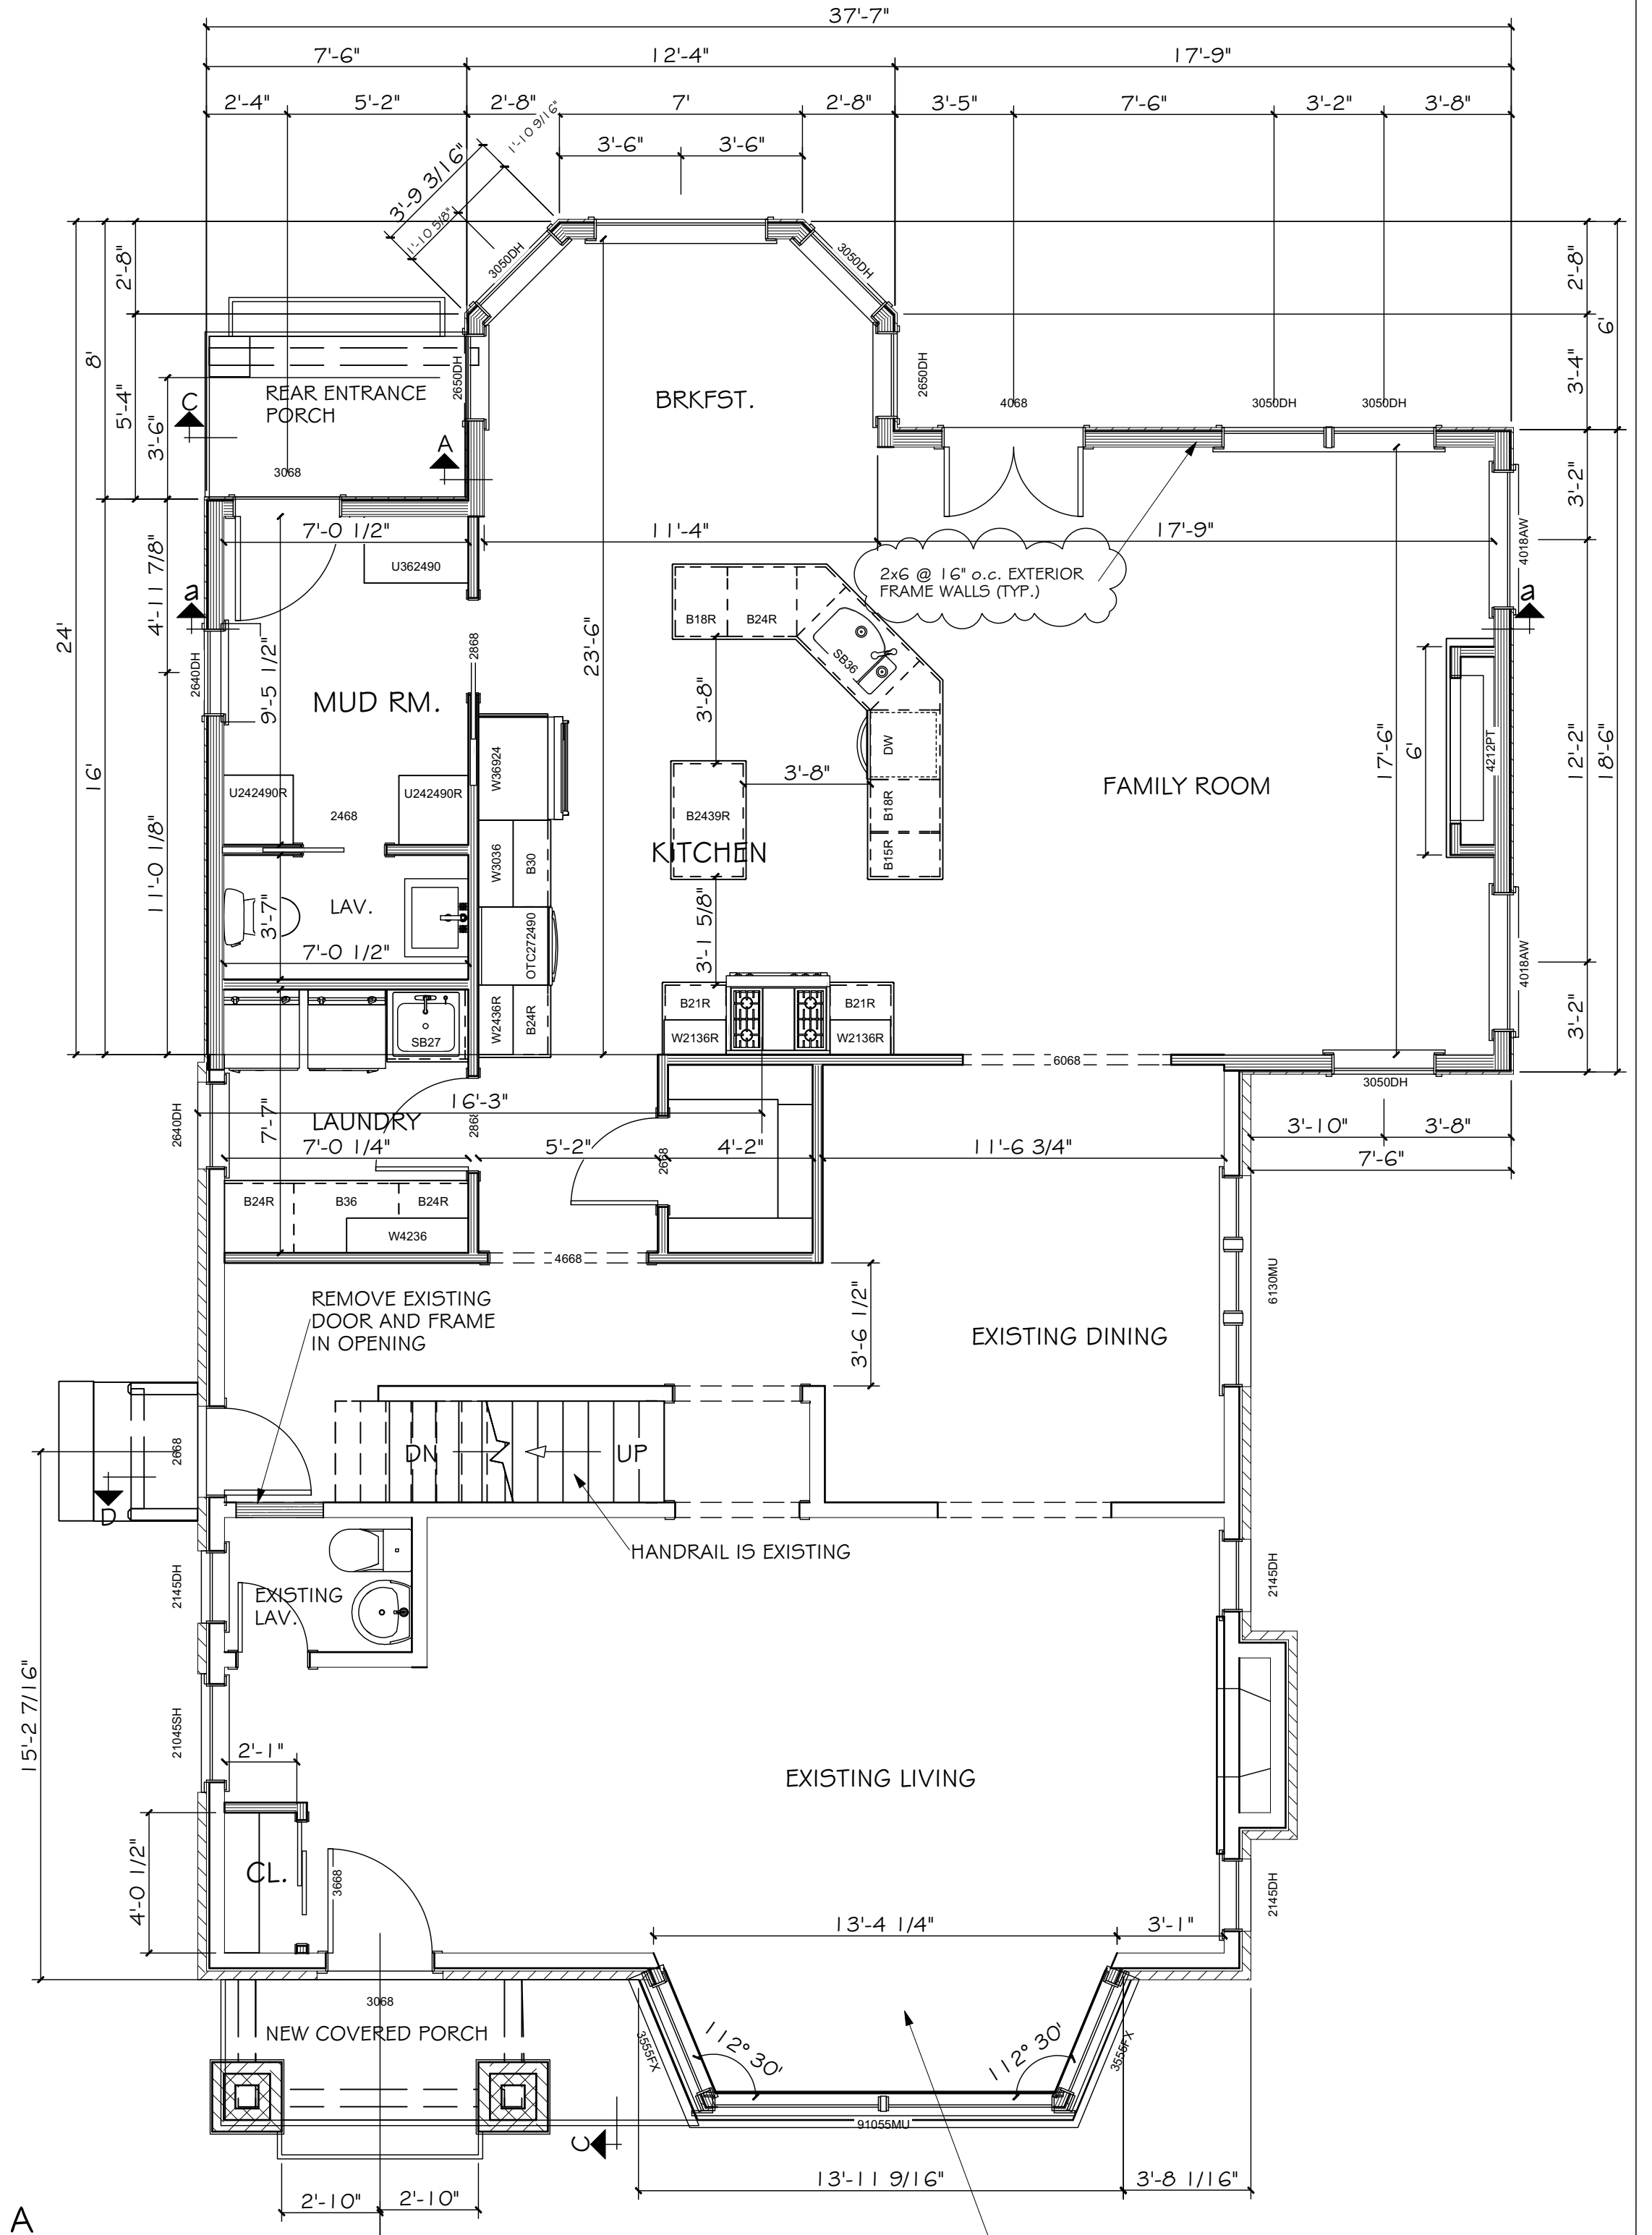 37'-7"
7'-6"
12'-4"
17'-9"
2'-4"
5'-2"
2'-8"
7'
2'-8"
3'-5"
7'-6"
3'-2"
3'-8"
1'-10 9/16"
3'-6"
3'-6"
3'-9 3/16"
1'-10 5/8"
3050DH
3050DH
24'
8'
2'-8"
5'-4"
3'-6"
2'-8"
6'
3'-4"
C
REAR ENTRANCE
PORCH
A
3068
2650DH
BRKFST.
2650DH
4068
3050DH
3050DH
7'-0 1/2"
11'-4"
17'-9"
3'-2"
4018AW
U362490
2x6 @ 16" o.c. EXTERIOR
FRAME WALLS (TYP.)
4'-11 7/8"
a
a
B18R
B24R
SB36
2640DH
9'-5 1/2"
2868
23'-6"
MUD RM.
3'-8"
16'
W36924
DW
17'-6"
6'
4212PT
12'-2"
18'-6"
3'-8"
FAMILY ROOM
U242490R
U242490R
2468
B2439R
B18R
KITCHEN
B15R
W3036
B30
11'-0 1/8"
LAV.
3'-7"
7'-0 1/2"
OTC272490
3'-1 5/8"
4018AW
3'-2"
SB27
W2436R
B24R
B21R
W2136R
B21R
W2136R
6068
3050DH
2640DH
7'-7"
LAUNDRY
16'-3"
2868
7'-0 1/4"
5'-2"
2668
4'-2"
11'-6 3/4"
3'-10"
3'-8"
7'-6"
B24R
B36
B24R
W4236
4668
6130MU
REMOVE EXISTING
DOOR AND FRAME
IN OPENING
3'-6 1/2"
EXISTING DINING
2668
D
DN
UP
HANDRAIL IS EXISTING
2145DH
EXISTING
LAV.
2145DH
15'-2 7/16"
21045SH
2'-1"
EXISTING LIVING
4'-0 1/2"
CL.
3668
2145DH
13'-4 1/4"
3'-1"
3068
NEW COVERED PORCH
3555FX
112° 30'
112° 30'
3555FX
91055MU
C
13'-11 9/16"
3'-8 1/16"
2'-10"
2'-10"
A